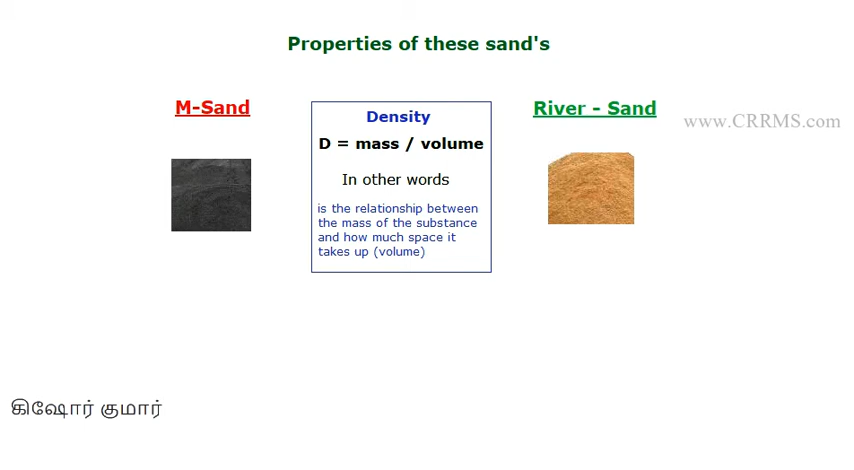 Properties of these sand's
M-Sand
Density
D = mass / volume
In other words
is the relationship between
the mass of the substance
and how much space it
takes up (volume)
River - Sand
www.CRRMS.com
கிஷோர் குமார்